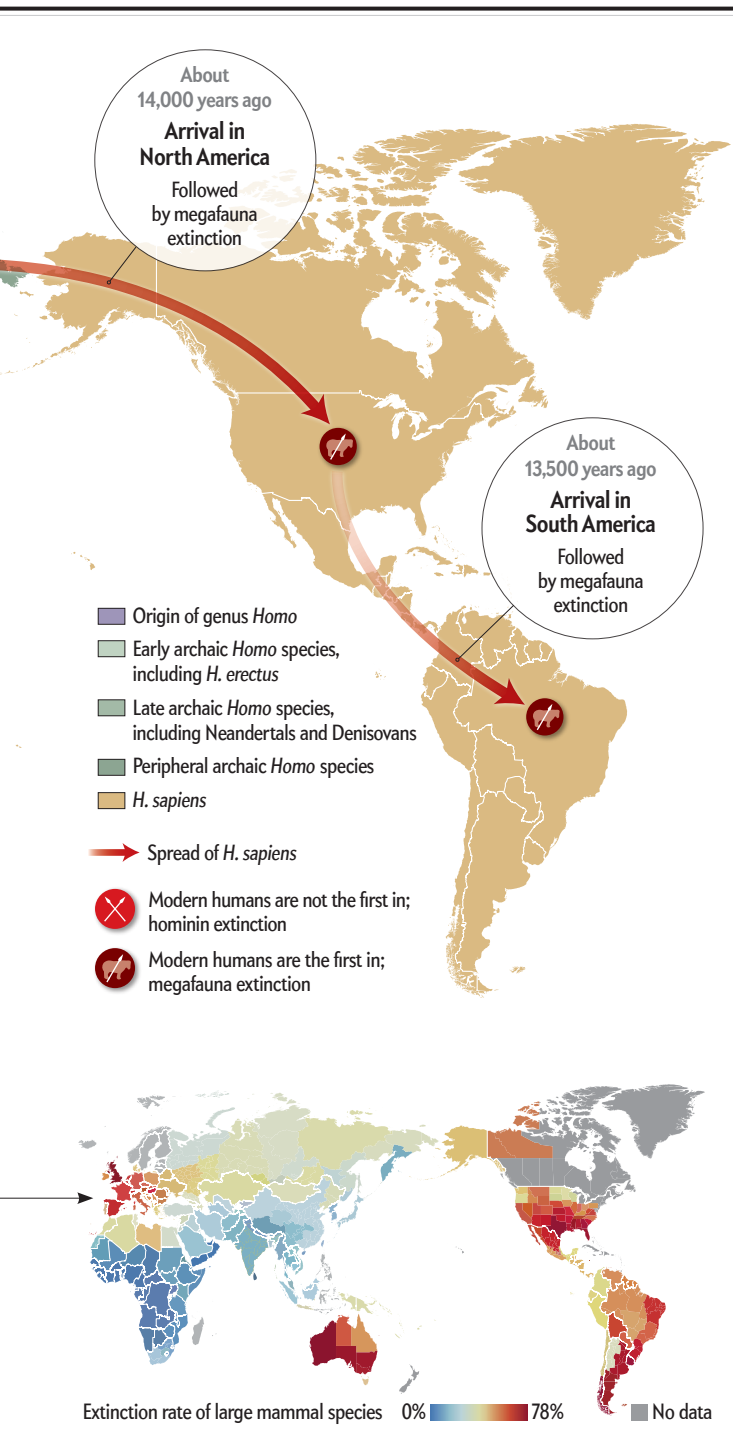 About
14,000 years ago
Arrival in
North America
Followed
by megafauna
extinction
About
13,500 years ago
Arrival in
South America
Followed
by megafauna
extinction
Origin of genus Homo
Early archaic Homo species,
including H. erectus
Late archaic Homo species,
including Neandertals and Denisovans
Peripheral archaic Homo species
H. sapiens
Spread of H. sapiens
Modern humans are not the first in;
hominin extinction
Modern humans are the first in;
megafauna extinction
Extinction rate of large mammal species 0% 78% No data